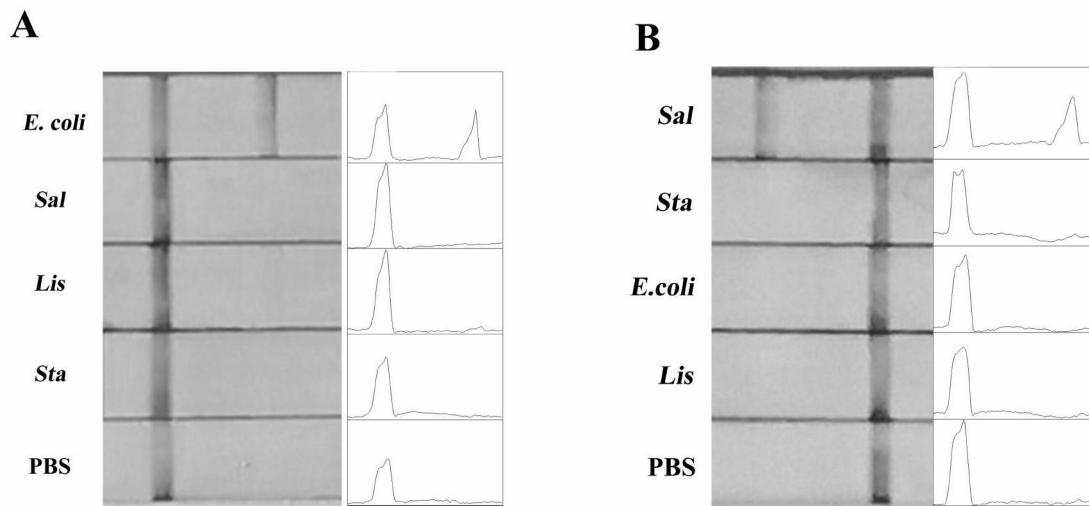 A
E. coli
Sal
Lis
Sta
PBS
B
Sal
Sta
E.coli
Lis
PBS